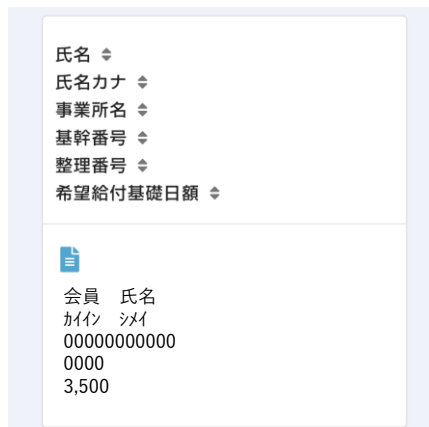 氏名
氏名カナ
事業所名
基幹番号
整理番号
希望給付基礎日額
会員　氏名
ｶｲｲﾝ　ｼﾒｲ
00000000000
0000
3,500